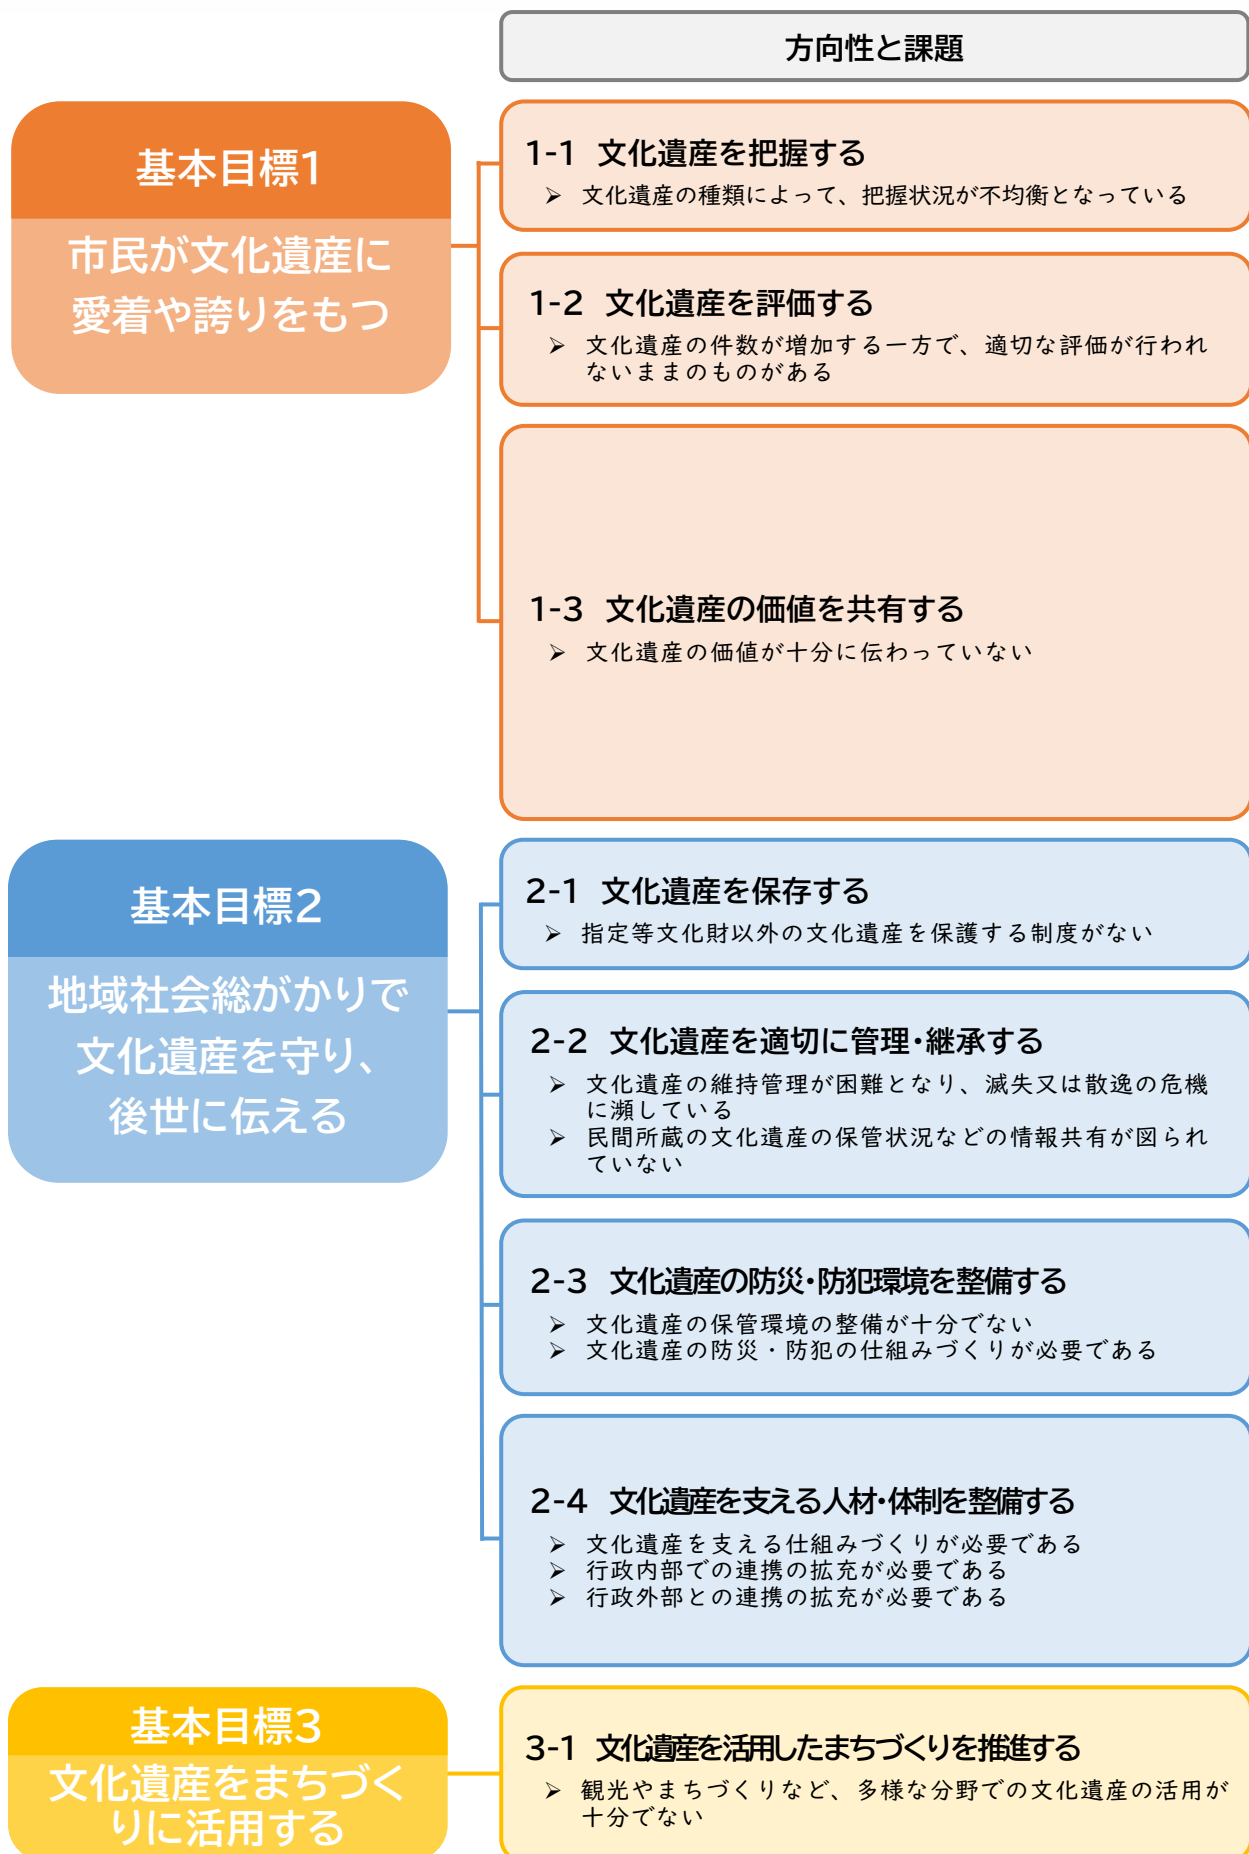 方向性と課題
基本目標1
市民が文化遺産に
愛着や誇りをもつ
1-1 文化遺産を把握する
➢ 文化遺産の種類によって、把握状況が不均衡となっている
1-2 文化遺産を評価する
➢ 文化遺産の件数が増加する一方で、適切な評価が行われ
ないままのものがある
1-3 文化遺産の価値を共有する
➢ 文化遺産の価値が十分に伝わっていない
基本目標2
地域社会総がかりで
文化遺産を守り、
後世に伝える
2-1 文化遺産を保存する
➢ 指定等文化財以外の文化遺産を保護する制度がない
2-2 文化遺産を適切に管理・継承する
➢ 文化遺産の維持管理が困難となり、滅失又は散逸の危機
に瀕している
➢ 民間所蔵の文化遺産の保管状況などの情報共有が図られ
ていない
2-3 文化遺産の防災・防犯環境を整備する
➢ 文化遺産の保管環境の整備が十分でない
➢ 文化遺産の防災・防犯の仕組みづくりが必要である
2-4 文化遺産を支える人材・体制を整備する
➢ 文化遺産を支える仕組みづくりが必要である
➢ 行政内部での連携の拡充が必要である
➢ 行政外部との連携の拡充が必要である
基本目標3
文化遺産をまちづく
りに活用する
3-1 文化遺産を活用したまちづくりを推進する
➢ 観光やまちづくりなど、多様な分野での文化遺産の活用が
十分でない